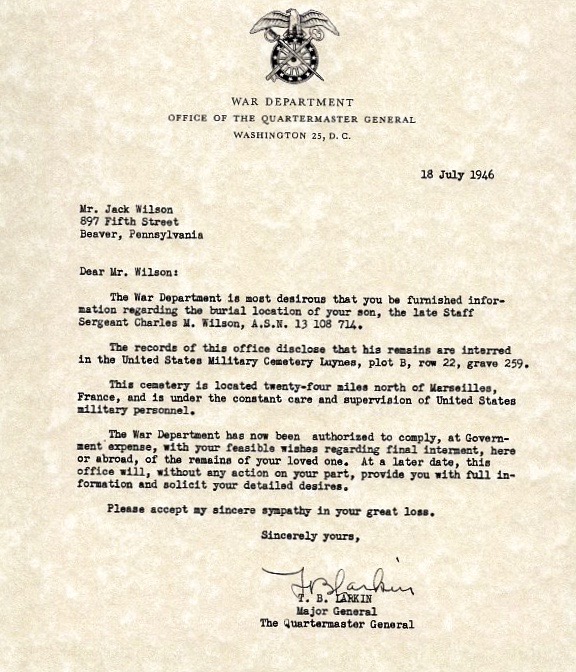 WAR DEPARTMENT
OFFICE OF THE QUARTERMASTER GENERAL
WASHINGTON 25, D. C.
18 July 1946
Mr. Jack Wilson
897 Fifth Street
Beaver, Pennsylvania
Dear Mr. Wilson:
The War Department is most desirous that you be furnished infor-
mation regarding the burial location of your son, the late Staff
Sergeant Charles M. Wilson, A.S.N. 13 108 714.
The records of this office disclose that his remains are interred
in the United States Military Cemetery Luynes, plot B, row 22, grave 259.
This cemetery is located twenty-four miles north of Marseilles,
France, and is under the constant care and supervision of United States
military personnel.
The War Department has now been authorized to comply, at Govern-
ment expense, with your feasible wishes regarding final interment, here
or abroad, of the remains of your loved one. At a later date, this
office will, without any action on your part, provide you with full in-
formation and solicit your detailed desires.
Please accept my sincere sympathy in your great loss.
Sincerely yours,
T B Larkin
T. B. LARKIN
Major General
The Quartermaster General